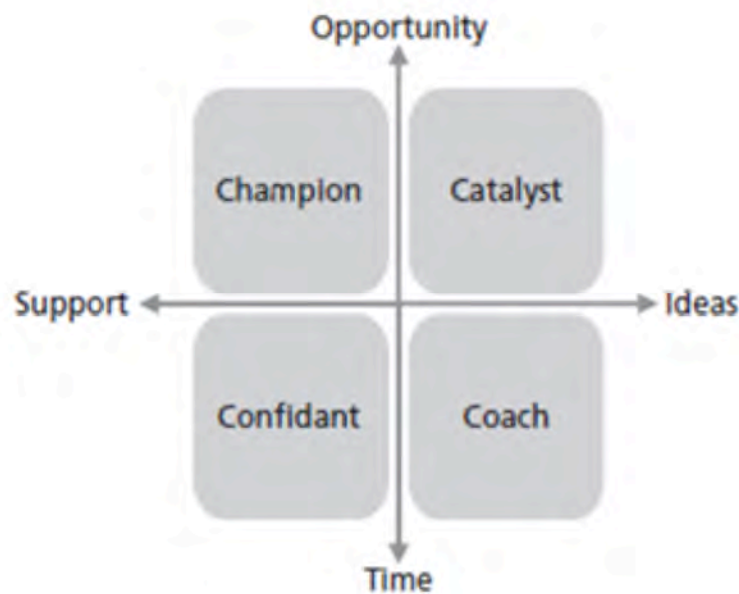 Opportunity
Champion
Catalyst
Support
Ideas
Confidant
Coach
Time